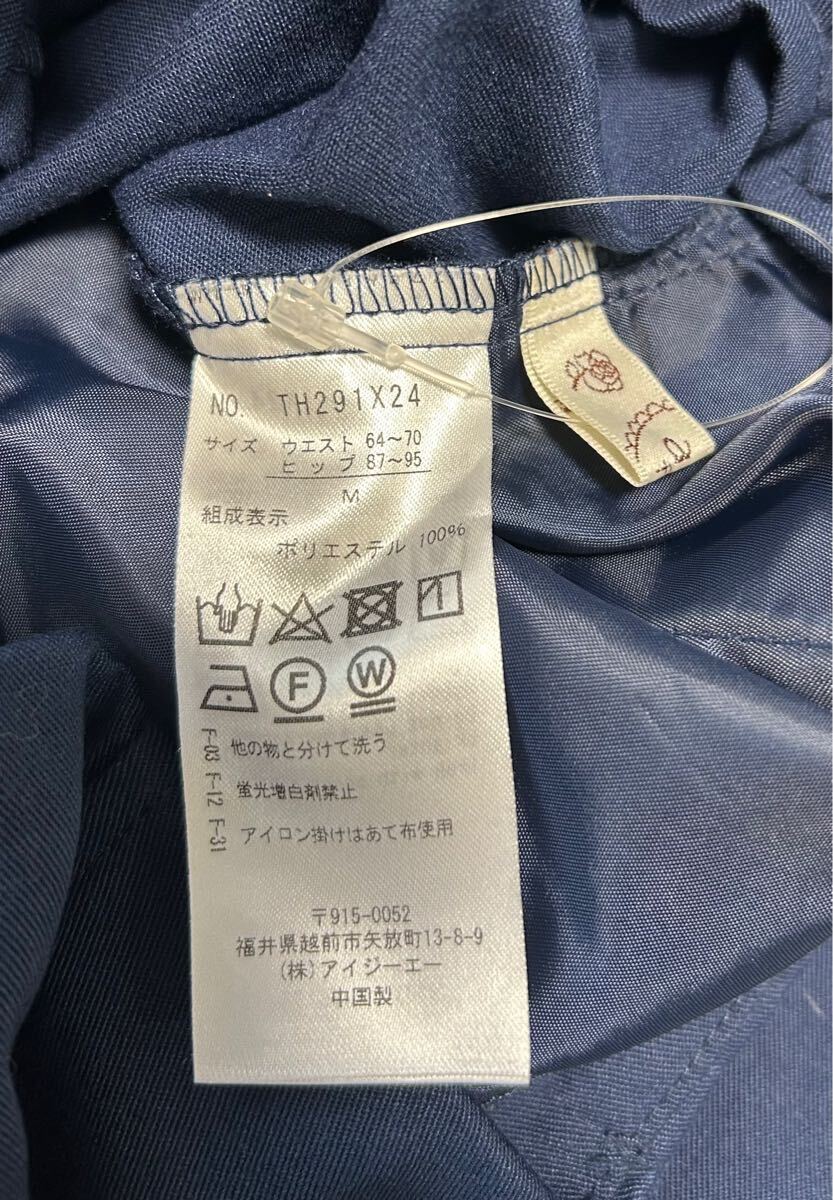 NO. TH291X24
サイズ ウエスト 64～70
ヒップ 87～95
M
組成表示
ポリエステル 100%
F
W
F-03 他の物と分けて洗う
F-12 蛍光増白剤禁止
F-31 アイロン掛けはあて布使用
〒915-0052
福井県越前市矢放町13-8-9
(株)アイジーエー
中国製